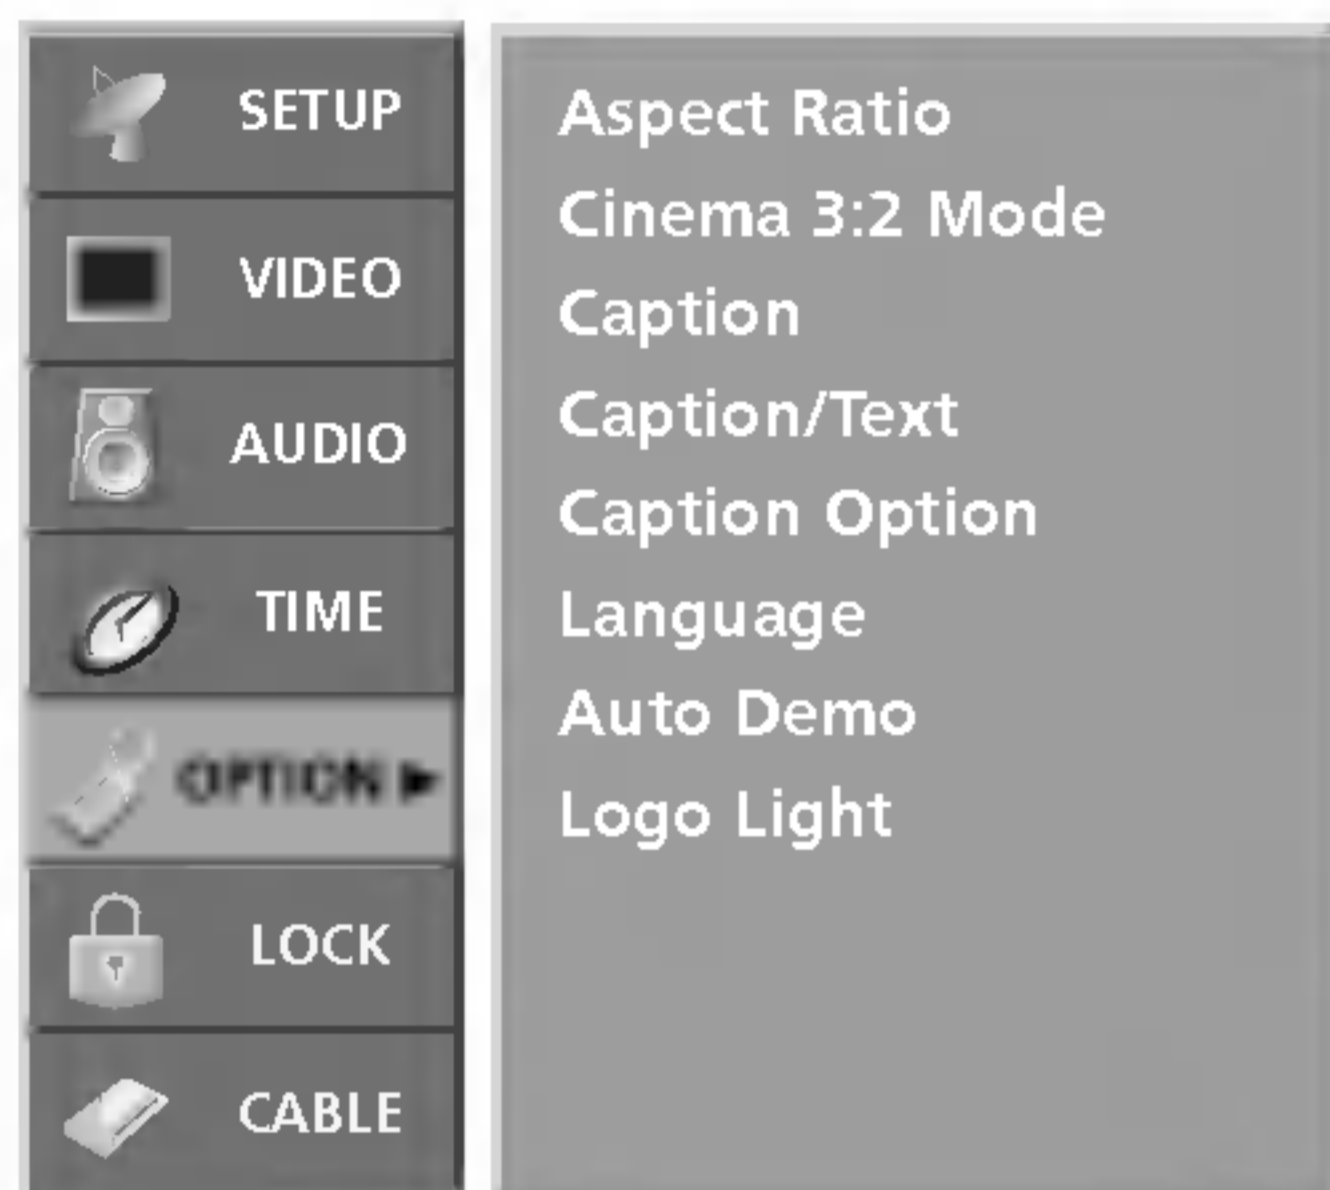 SETUP
VIDEO
AUDIO
TIME
OPTION ►
LOCK
CABLE
Aspect Ratio
Cinema 3:2 Mode
Caption
Caption/Text
Caption Option
Language
Auto Demo
Logo Light